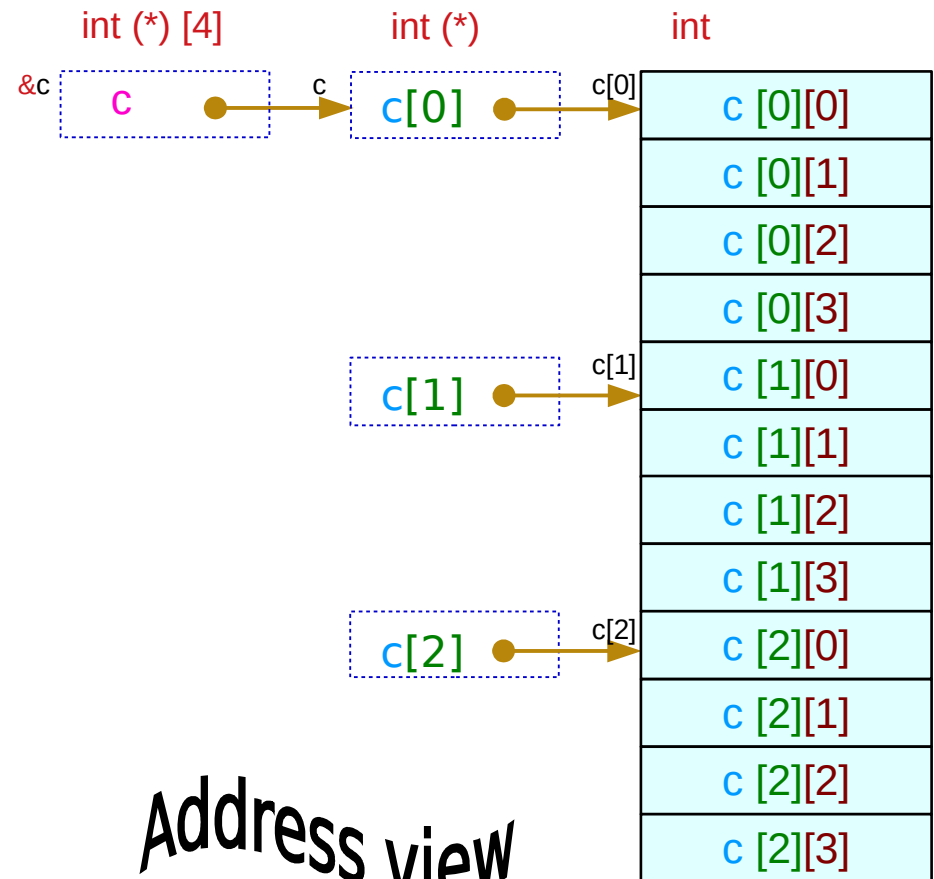 int (*) [4] int (*) int
&c c c c[0] c[0] c [0][0]
c [0][1]
c [0][2]
c [0][3]
c[1] c[1] c [1][0]
c [1][1]
c [1][2]
c [1][3]
c[2] c[2] c [2][0]
c [2][1]
c [2][2]
c [2][3]
Address view